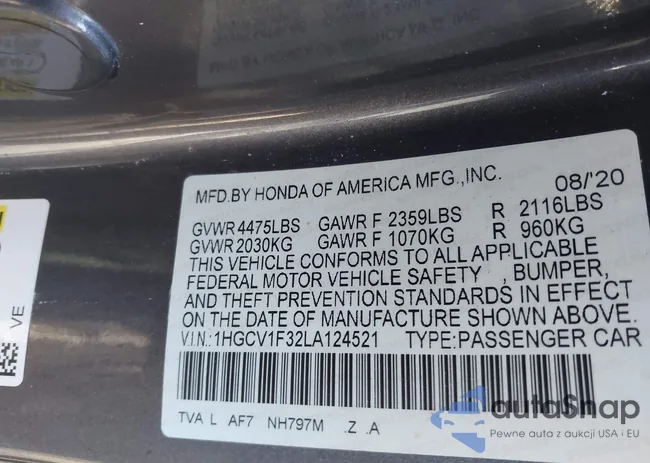 MFD.BY HONDA OF AMERICA MFG.,INC. 08/'20
GVWR 4475LBS GAWR F 2359LBS R 2116LBS
GVWR 2030KG GAWR F 1070KG R 960KG
THIS VEHICLE CONFORMS TO ALL APPLICABLE
FEDERAL MOTOR VEHICLE SAFETY , BUMPER,
AND THEFT PREVENTION STANDARDS IN EFFECT
ON THE DATE OF MANUFACTURE SHOWN ABOVE.
V.I.N.:1HGCV1F32LA124521 TYPE:PASSENGER CAR
TVA L AF7 NH797M .Z .A
VE
autoSnap
Pewne auta z aukcji USA i EU